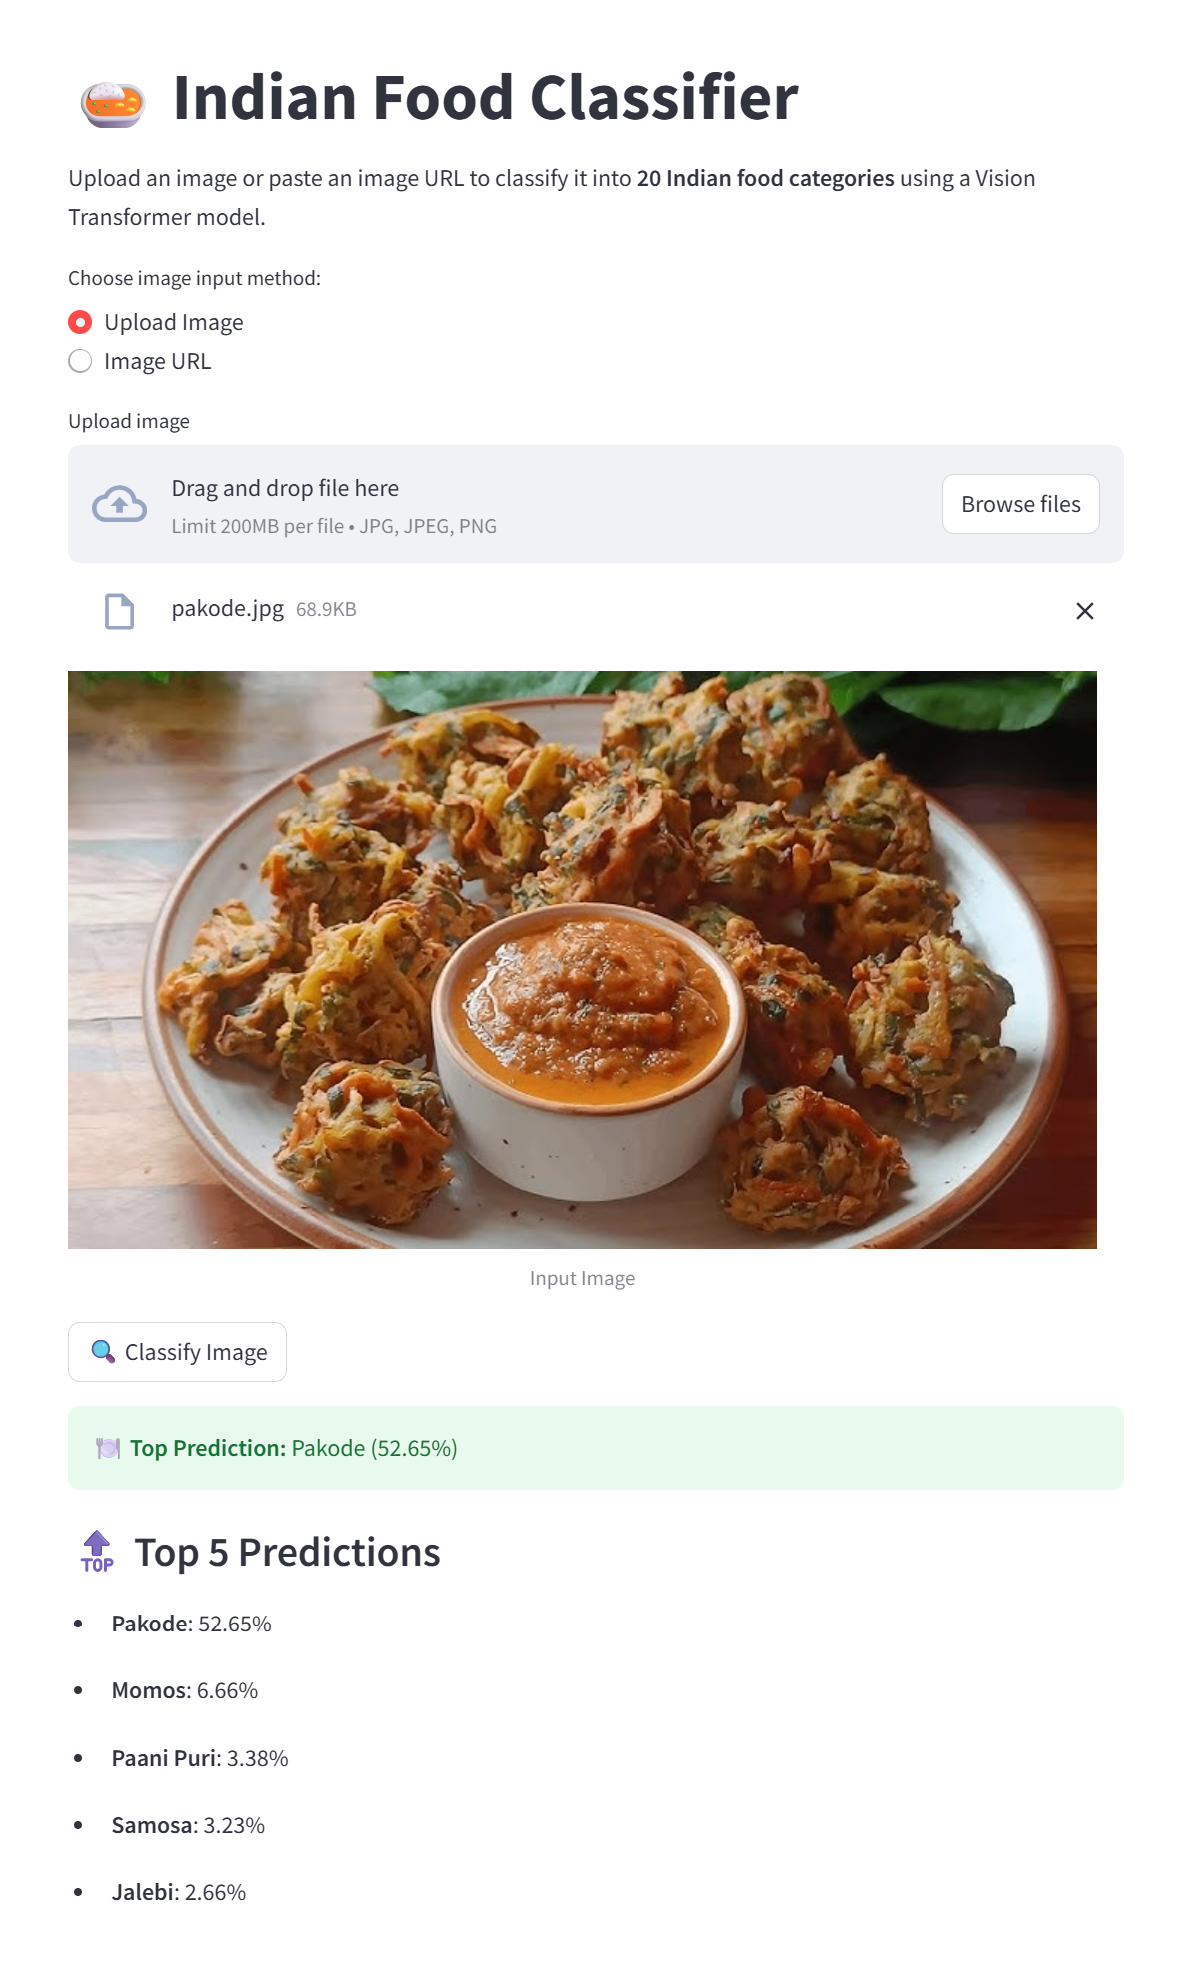 Indian Food Classifier
Upload an image or paste an image URL to classify it into 20 Indian food categories using a Vision
Transformer model.
Choose image input method:
Upload Image
Image URL
Upload image
Drag and drop file here
Limit 200MB per file • JPG, JPEG, PNG
Browse files
pakode.jpg 68.9KB
Input Image
Classify Image
Top Prediction: Pakode (52.65%)
TOP Top 5 Predictions
• Pakode: 52.65%
• Momos: 6.66%
• Paani Puri: 3.38%
• Samosa: 3.23%
• Jalebi: 2.66%